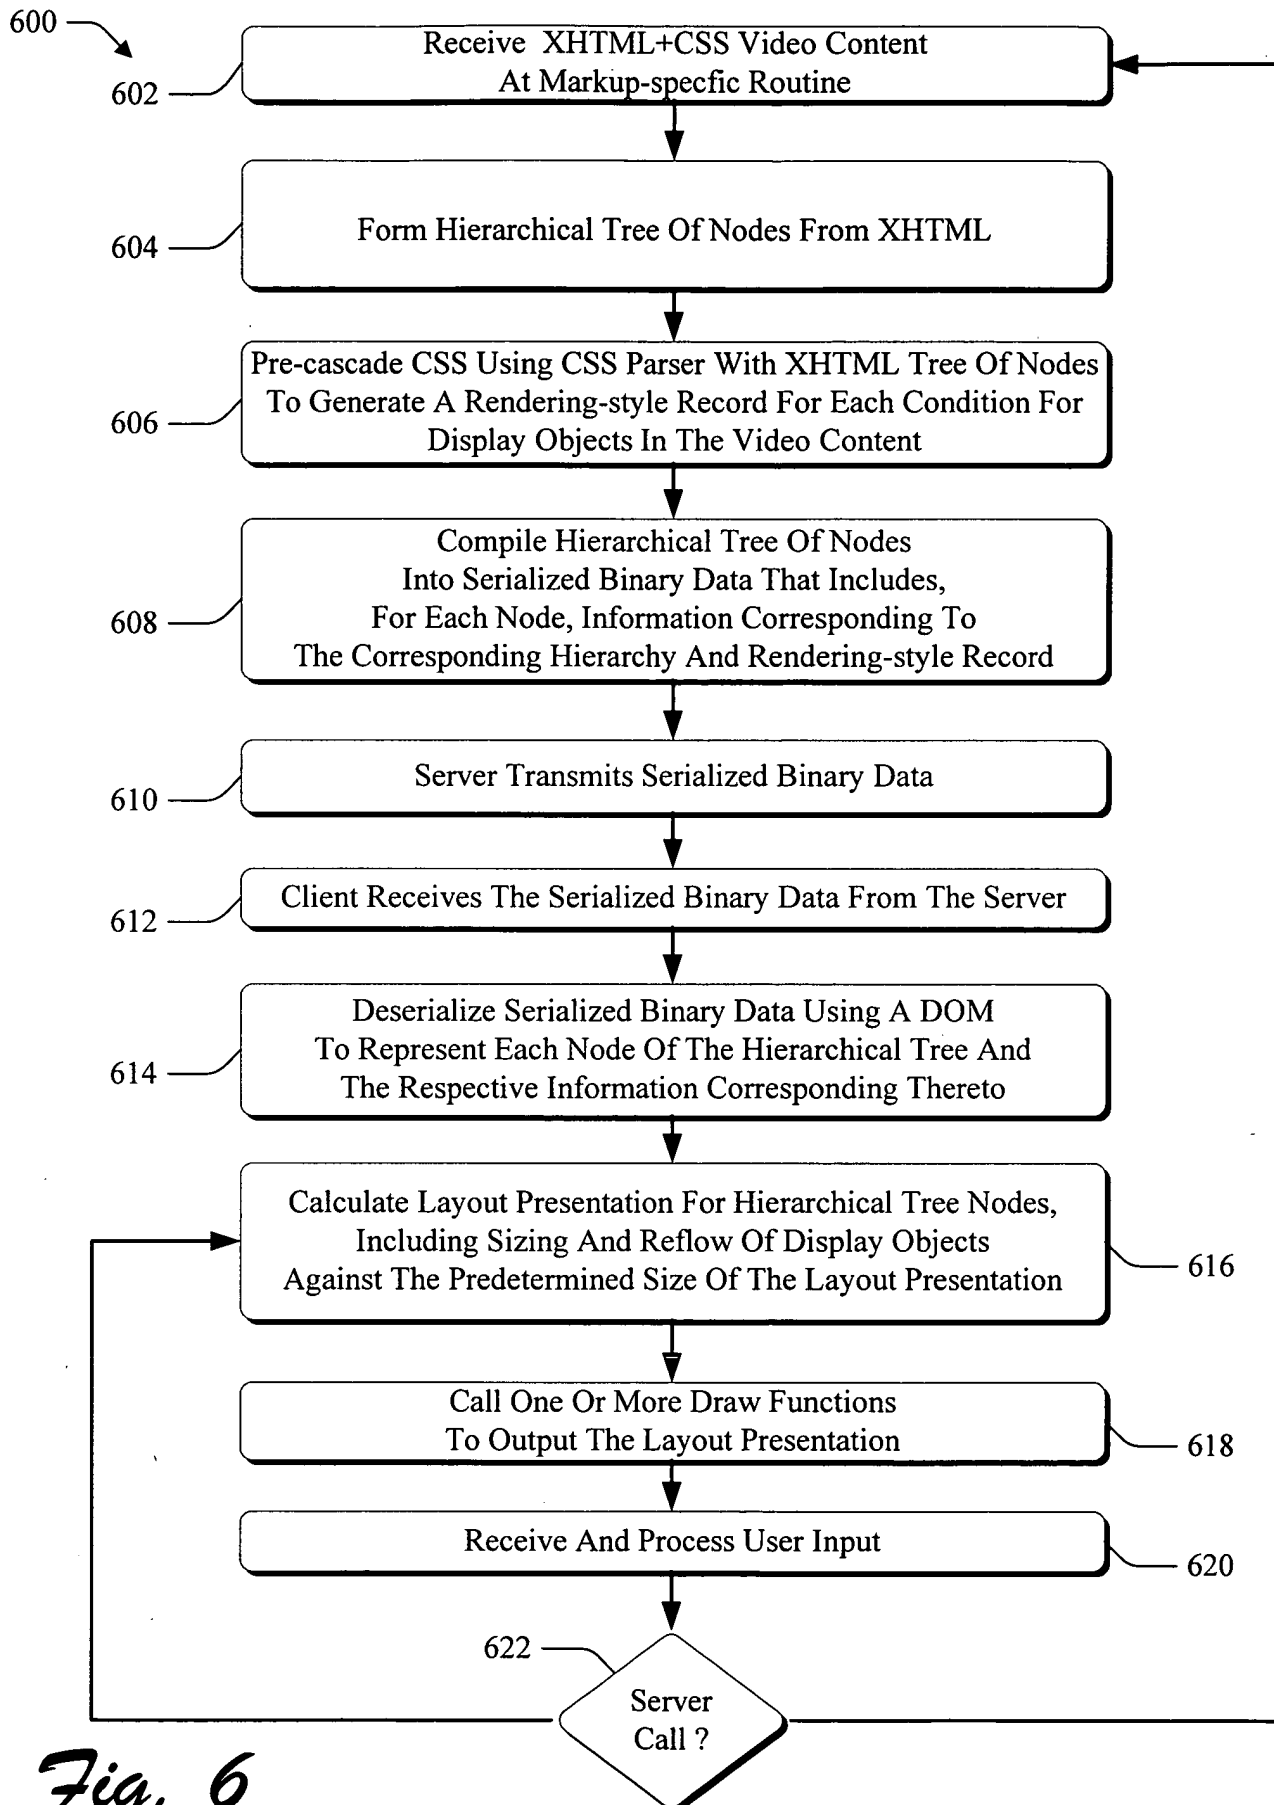 600
Receive XHTML+CSS Video Content
At Markup-specfic Routine
602
Form Hierarchical Tree Of Nodes From XHTML
604
Pre-cascade CSS Using CSS Parser With XHTML Tree Of Nodes
To Generate A Rendering-style Record For Each Condition For
Display Objects In The Video Content
606
Compile Hierarchical Tree Of Nodes
Into Serialized Binary Data That Includes,
For Each Node, Information Corresponding To
The Corresponding Hierarchy And Rendering-style Record
608
Server Transmits Serialized Binary Data
610
Client Receives The Serialized Binary Data From The Server
612
Deserialize Serialized Binary Data Using A DOM
To Represent Each Node Of The Hierarchical Tree And
The Respective Information Corresponding Thereto
614
Calculate Layout Presentation For Hierarchical Tree Nodes,
Including Sizing And Reflow Of Display Objects
Against The Predetermined Size Of The Layout Presentation
616
Call One Or More Draw Functions
To Output The Layout Presentation
618
Receive And Process User Input
620
622
Server
Call ?
Fig. 6